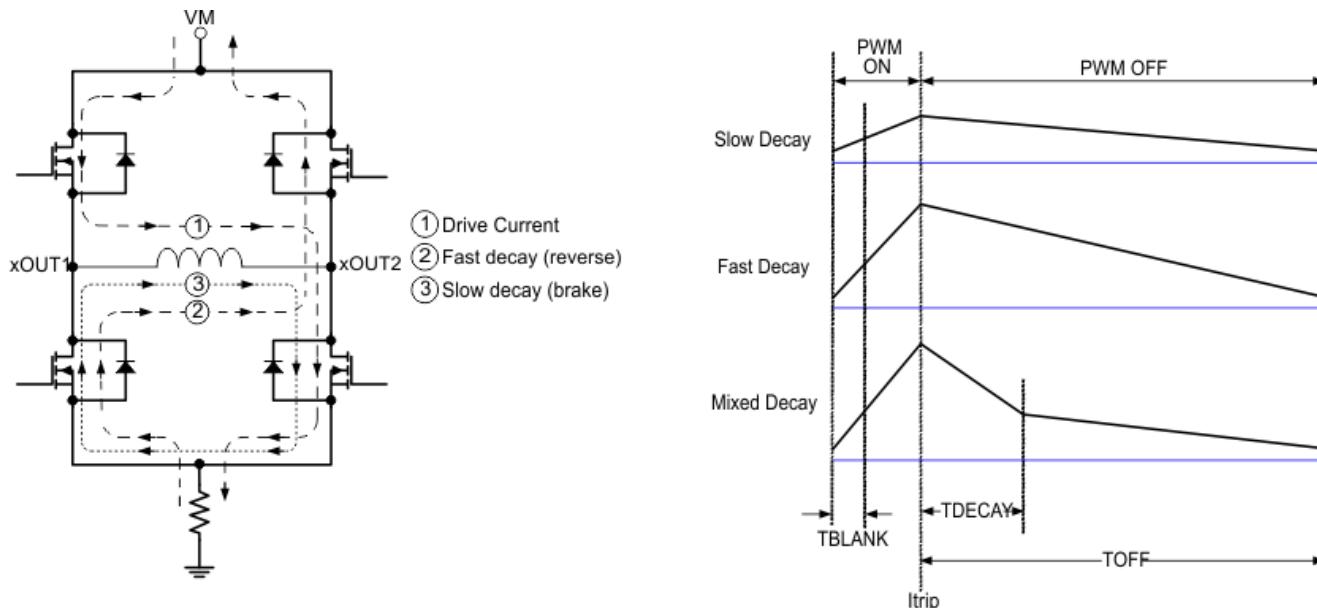 VM
xOUT1
xOUT2
1
3
2
1 Drive Current
2 Fast decay (reverse)
3 Slow decay (brake)
PWM
ON
PWM OFF
Slow Decay
Fast Decay
Mixed Decay
TBLANK
TDECAY
TOFF
Itrip